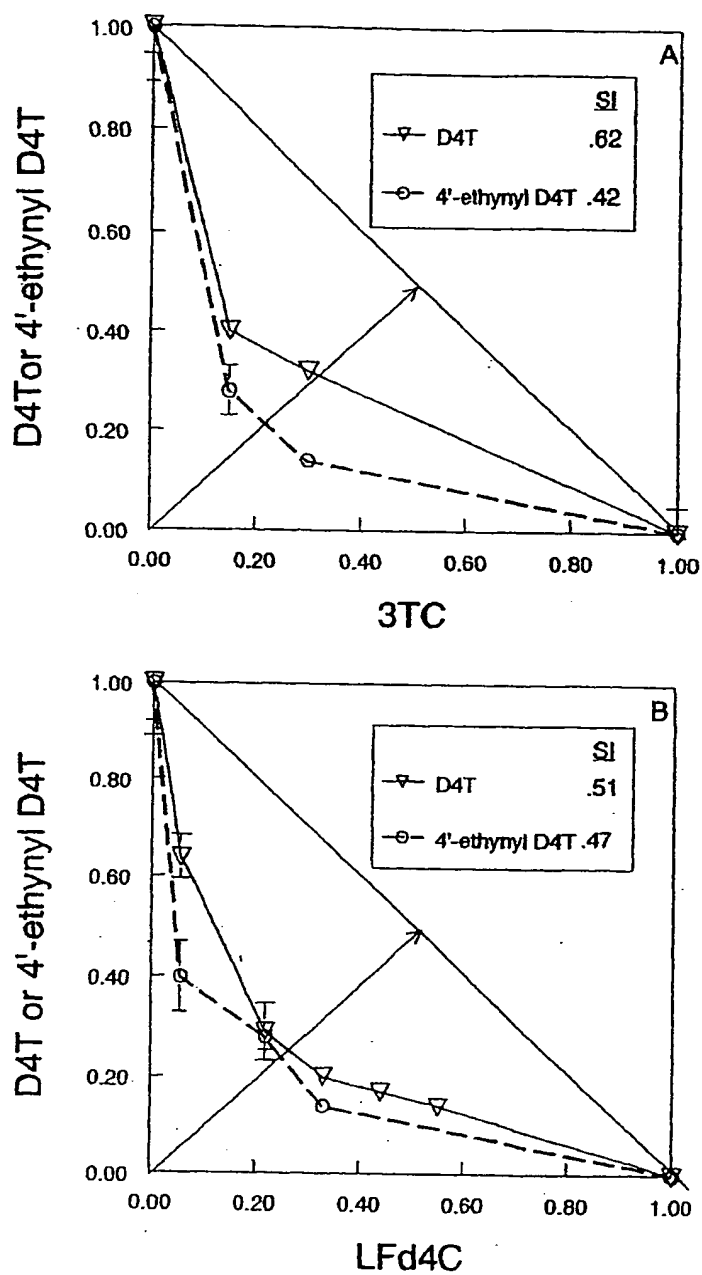 A
D4Tor 4'-ethynyl D4T
1.00
0.80
0.60
0.40
0.20
0.00
SI
D4T .62
4'-ethynyl D4T .42
0.00 0.20 0.40 0.60 0.80 1.00
3TC
B
D4T or 4'-ethynyl D4T
1.00
0.80
0.60
0.40
0.20
0.00
SI
D4T .51
4'-ethynyl D4T .47
0.00 0.20 0.40 0.60 0.80 1.00
LFd4C